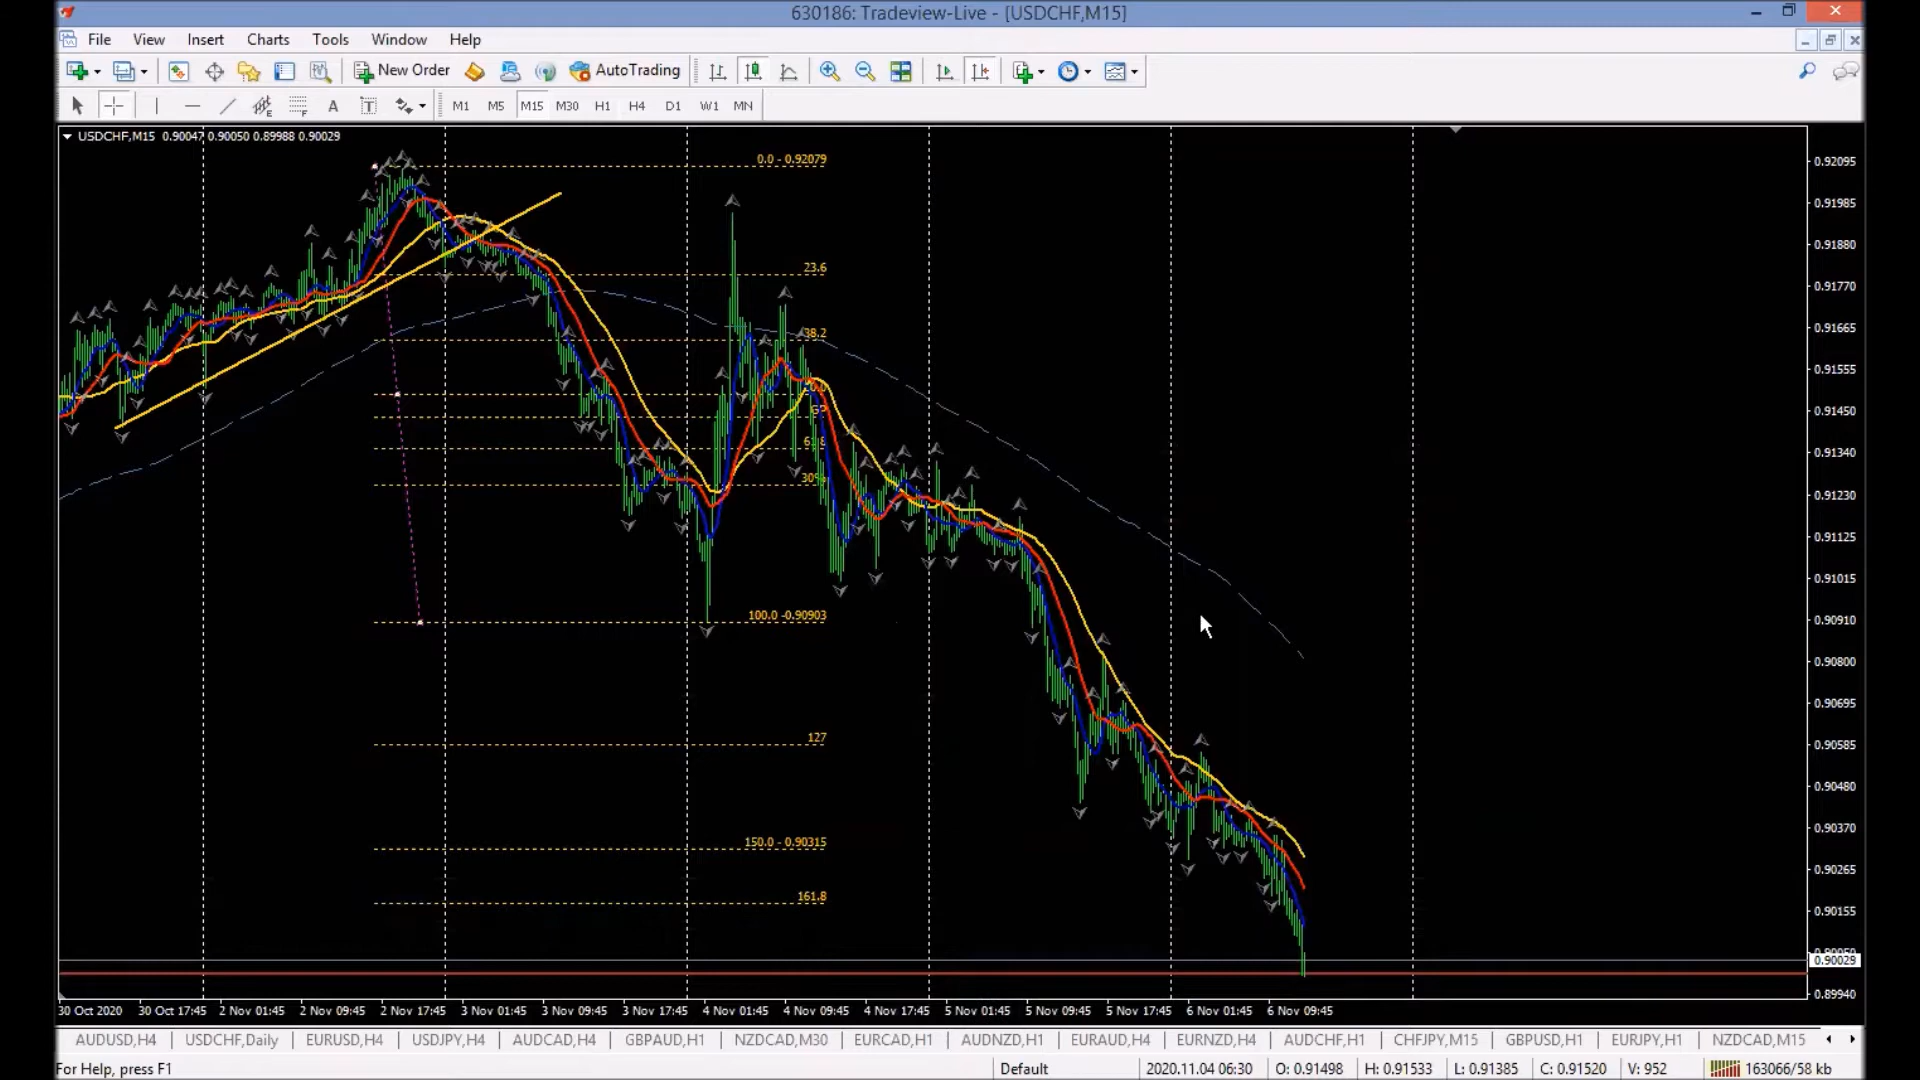 630186: Tradeview-Live - [USDCHF,M15]
File View Insert Charts Tools Window Help
New Order AutoTrading
A T M1 M5 M15 M30 H1 H4 D1 W1 MN
USDCHF,M15 0.90047 0.90050 0.89988 0.90029
0.0 - 0.92079
23.6
38.2
30%
100.0 -0.90903
127
150.0 - 0.90315
161.8
0.92095
0.91985
0.91880
0.91770
0.91665
0.91555
0.91450
0.91340
0.91230
0.91125
0.91015
0.90910
0.90800
0.90695
0.90585
0.90480
0.90370
0.90265
0.90155
0.90029
0.89940
30 Oct 2020 30 Oct 17:45 2 Nov 01:45 2 Nov 09:45 2 Nov 17:45 3 Nov 01:45 3 Nov 09:45 3 Nov 17:45 4 Nov 01:45 4 Nov 09:45 4 Nov 17:45 5 Nov 01:45 5 Nov 09:45 5 Nov 17:45 6 Nov 01:45 6 Nov 09:45
AUDUSD,H4 USDCHF,Daily EURUSD,H4 USDJPY,H4 AUDCAD,H4 GBPAUD,H1 NZDCAD,M30 EURCAD,H1 AUDNZD,H1 EURAUD,H4 EURNZD,H4 AUDCHF,H1 CHFJPY,M15 GBPUSD,H1 EURJPY,H1 NZDCAD,M15
For Help, press F1 Default 2020.11.04 06:30 O: 0.91498 H: 0.91533 L: 0.91385 C: 0.91520 V: 952 163066/58 kb